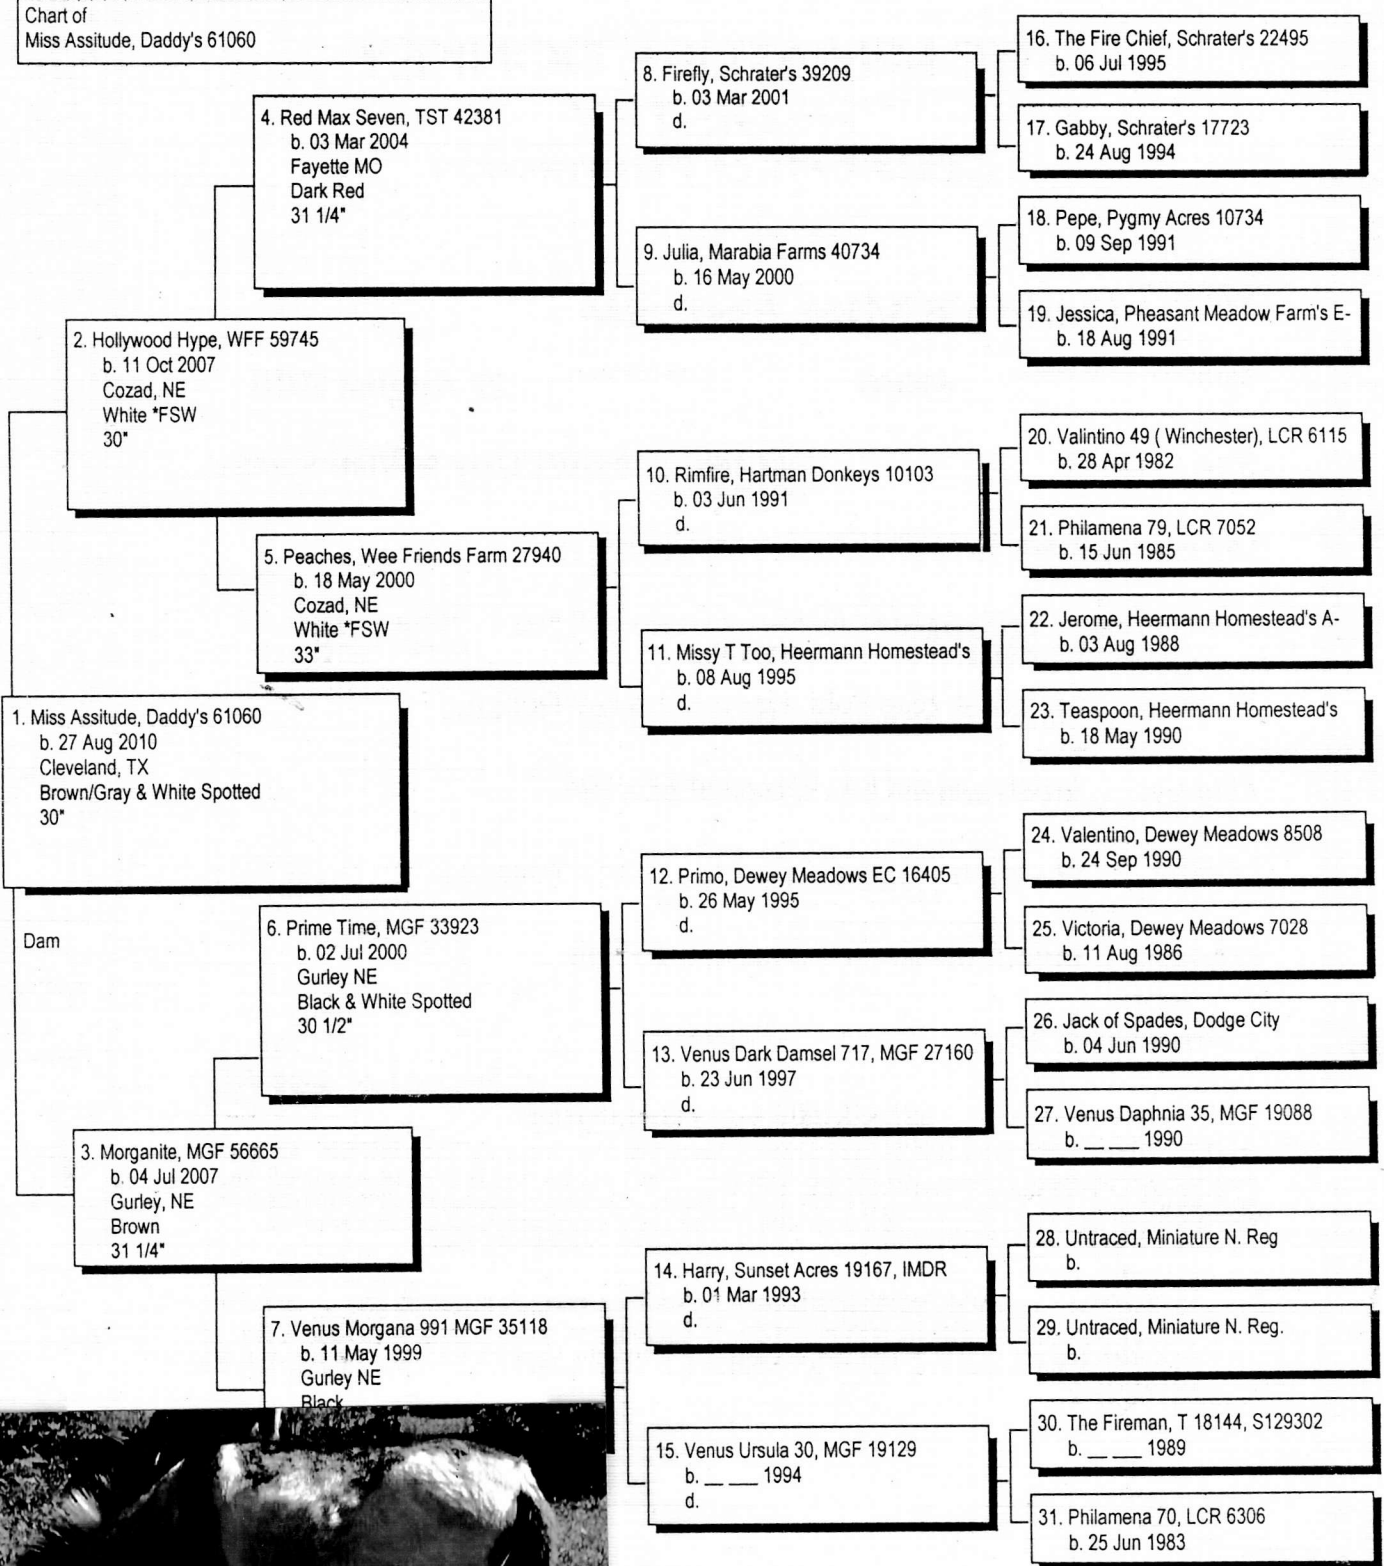 Chart of
Miss Assitude, Daddy's 61060
1. Miss Assitude, Daddy's 61060
b. 27 Aug 2010
Cleveland, TX
Brown/Gray & White Spotted
30"
Dam
2. Hollywood Hype, WFF 59745
b. 11 Oct 2007
Cozad, NE
White *FSW
30"
3. Morganite, MGF 56665
b. 04 Jul 2007
Gurley, NE
Brown
31 1/4"
4. Red Max Seven, TST 42381
b. 03 Mar 2004
Fayette MO
Dark Red
31 1/4"
5. Peaches, Wee Friends Farm 27940
b. 18 May 2000
Cozad, NE
White *FSW
33"
6. Prime Time, MGF 33923
b. 02 Jul 2000
Gurley NE
Black & White Spotted
30 1/2"
7. Venus Morgana 991 MGF 35118
b. 11 May 1999
Gurley NE
Black
8. Firefly, Schrater's 39209
b. 03 Mar 2001
d.
9. Julia, Marabia Farms 40734
b. 16 May 2000
d.
10. Rimfire, Hartman Donkeys 10103
b. 03 Jun 1991
d.
11. Missy T Too, Heermann Homestead's
b. 08 Aug 1995
d.
12. Primo, Dewey Meadows EC 16405
b. 26 May 1995
d.
13. Venus Dark Damsel 717, MGF 27160
b. 23 Jun 1997
d.
14. Harry, Sunset Acres 19167, IMDR
b. 01 Mar 1993
d.
15. Venus Ursula 30, MGF 19129
b. __ ___ 1994
d.
16. The Fire Chief, Schrater's 22495
b. 06 Jul 1995
17. Gabby, Schrater's 17723
b. 24 Aug 1994
18. Pepe, Pygmy Acres 10734
b. 09 Sep 1991
19. Jessica, Pheasant Meadow Farm's E-
b. 18 Aug 1991
20. Valintino 49 ( Winchester), LCR 6115
b. 28 Apr 1982
21. Philamena 79, LCR 7052
b. 15 Jun 1985
22. Jerome, Heermann Homestead's A-
b. 03 Aug 1988
23. Teaspoon, Heermann Homestead's
b. 18 May 1990
24. Valentino, Dewey Meadows 8508
b. 24 Sep 1990
25. Victoria, Dewey Meadows 7028
b. 11 Aug 1986
26. Jack of Spades, Dodge City
b. 04 Jun 1990
27. Venus Daphnia 35, MGF 19088
b. __ ___ 1990
28. Untraced, Miniature N. Reg
b.
29. Untraced, Miniature N. Reg.
b.
30. The Fireman, T 18144, S129302
b. __ ___ 1989
31. Philamena 70, LCR 6306
b. 25 Jun 1983